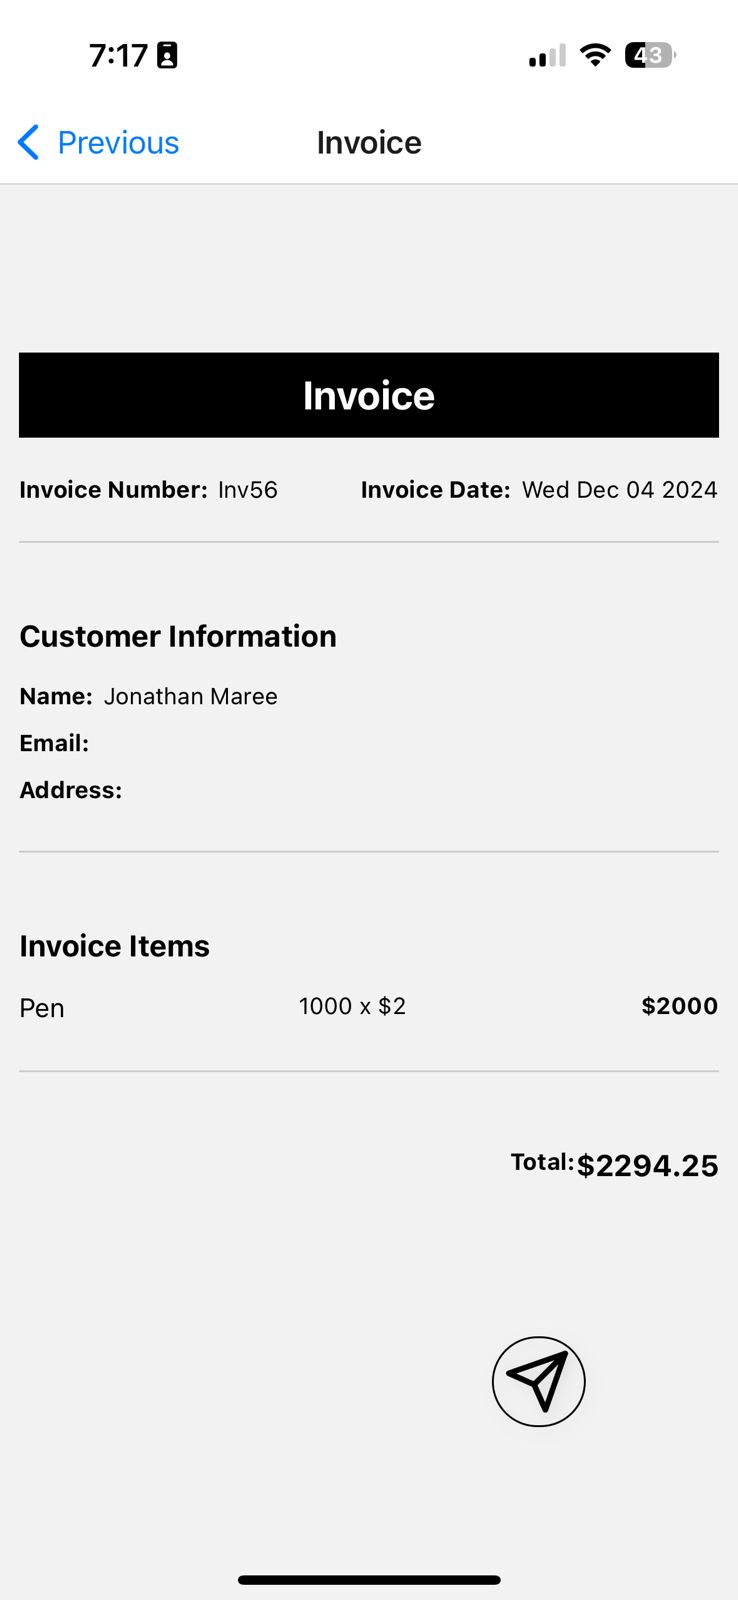 7:17
43
Previous
Invoice
Invoice
Invoice Number: Inv56 Invoice Date: Wed Dec 04 2024
Customer Information
Name: Jonathan Maree
Email:
Address:
Invoice Items
Pen 1000 x $2 $2000
Total:$2294.25